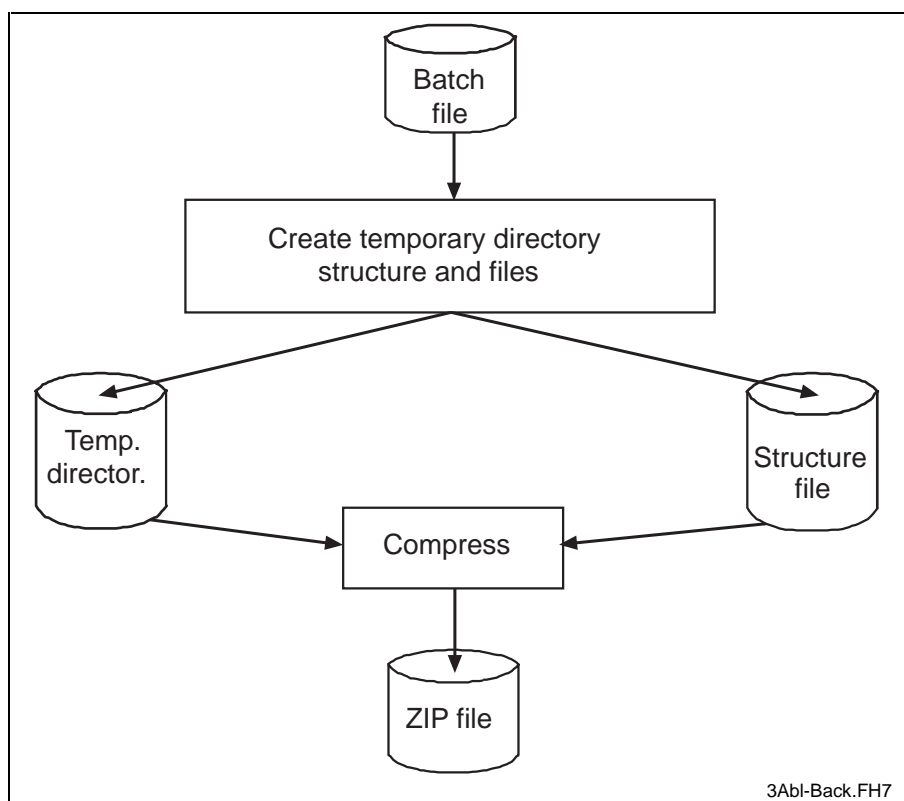 Batch
file
Create temporary directory
structure and files
Temp.
director.
Structure
file
Compress
ZIP file
3Abl-Back.FH7